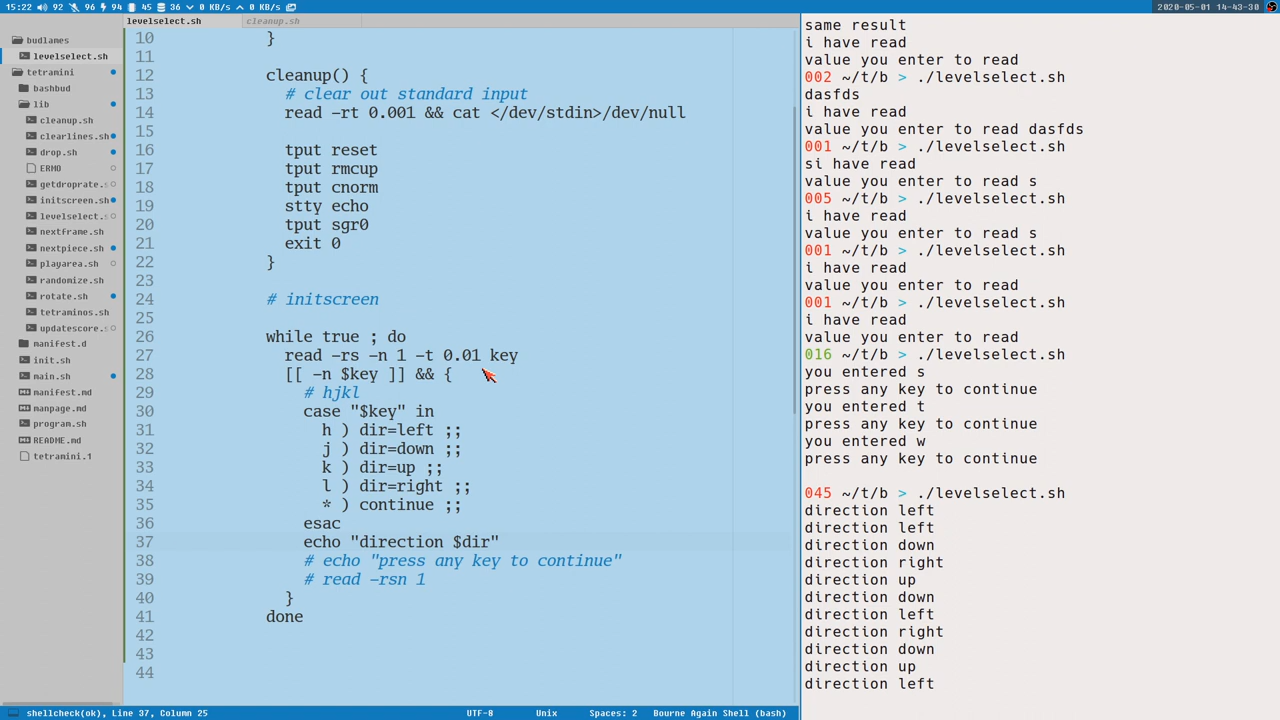 15:22 92 96 94 45 36 0 KB/s 0 KB/s 2020-05-01 14-43-30
levelselect.sh cleanup.sh
budlames
levelselect.sh
tetramini
bashbud
lib
cleanup.sh
clearlines.sh
drop.sh
ERMO
getdroprate.s
initscreen.sh
levelselect.s
nextframe.sh
nextpiece.sh
playarea.sh
randomize.sh
rotate.sh
tetraminos.sh
updatescore.s
manifest.d
init.sh
main.sh
manifest.md
manpage.md
program.sh
README.md
tetramini.1
10 }
11
12 cleanup() {
13 # clear out standard input
14 read -rt 0.001 && cat </dev/stdin>/dev/null
15
16 tput reset
17 tput rmcup
18 tput cnorm
19 stty echo
20 tput sgr0
21 exit 0
22 }
23
24 # initscreen
25
26 while true ; do
27 read -rs -n 1 -t 0.01 key
28 [[ -n $key ]] && {
29 # hjkl
30 case "$key" in
31 h ) dir=left ;;
32 j ) dir=down ;;
33 k ) dir=up ;;
34 l ) dir=right ;;
35 * ) continue ;;
36 esac
37 echo "direction $dir"
38 # echo "press any key to continue"
39 # read -rsn 1
40 }
41 done
42
43
44
same result
i have read
value you enter to read
002 ~/t/b > ./levelselect.sh
dasfds
i have read
value you enter to read dasfds
001 ~/t/b > ./levelselect.sh
si have read
value you enter to read s
005 ~/t/b > ./levelselect.sh
i have read
value you enter to read s
001 ~/t/b > ./levelselect.sh
i have read
value you enter to read
001 ~/t/b > ./levelselect.sh
i have read
value you enter to read
016 ~/t/b > ./levelselect.sh
you entered s
press any key to continue
you entered t
press any key to continue
you entered w
press any key to continue
045 ~/t/b > ./levelselect.sh
direction left
direction left
direction down
direction right
direction up
direction down
direction left
direction right
direction down
direction up
direction left
shellcheck(ok), Line 37, Column 25 UTF-8 Unix Spaces: 2 Bourne Again Shell (bash)